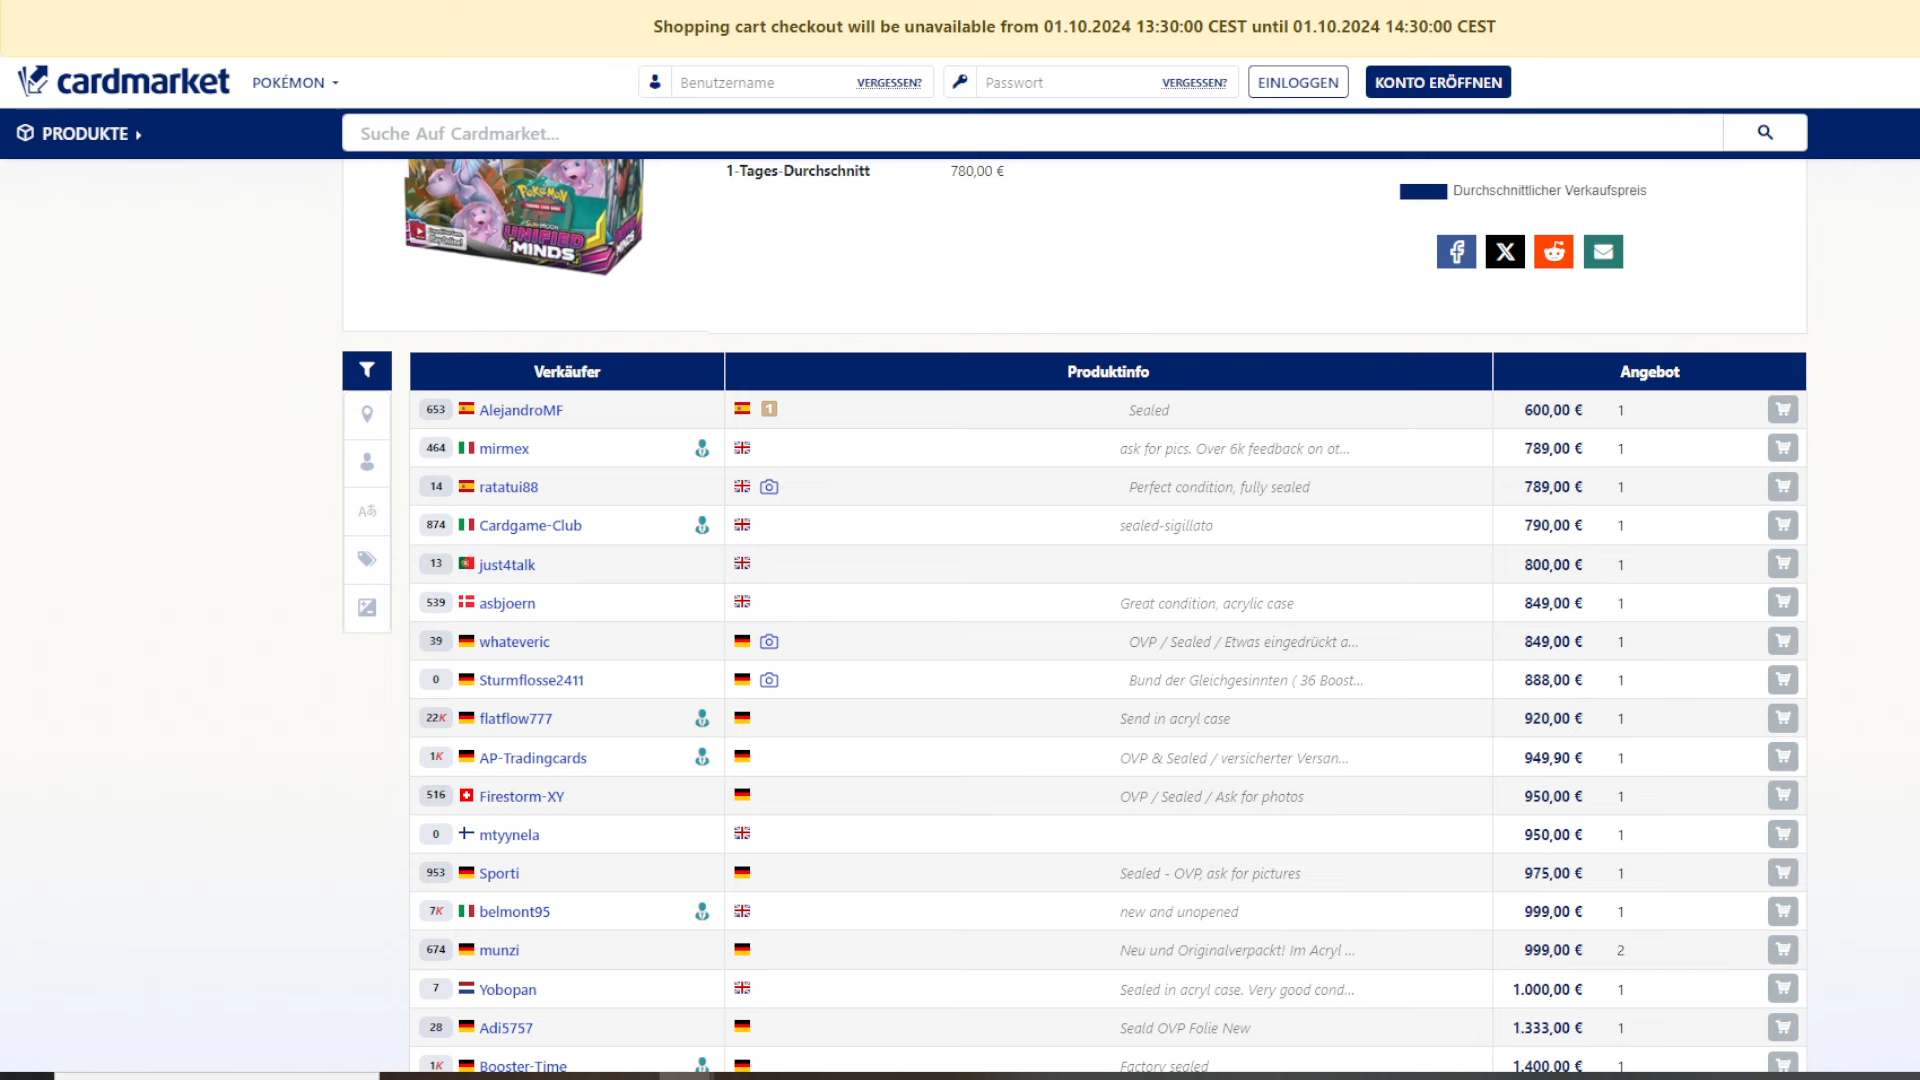 Shopping cart checkout will be unavailable from 01.10.2024 13:30:00 CEST until 01.10.2024 14:30:00 CEST
cardmarket POKÉMON Benutzername VERGESSEN? Passwort VERGESSEN? EINLOGGEN KONTO ERÖFFNEN
PRODUKTE Suche Auf Cardmarket...
1-Tages-Durchschnitt 780,00 €
Durchschnittlicher Verkaufspreis
POKÉMON
UNIFIED
MINDS
Verkäufer Produktinfo Angebot
653 AlejandroMF 1 Sealed 600,00 € 1
464 mirmex ask for pics. Over 6k feedback on ot... 789,00 € 1
14 ratatui88 Perfect condition, fully sealed 789,00 € 1
874 Cardgame-Club sealed-sigillato 790,00 € 1
13 just4talk 800,00 € 1
539 asbjoern Great condition, acrylic case 849,00 € 1
39 whateveric OVP / Sealed / Etwas eingedrückt a... 849,00 € 1
0 Sturmflosse2411 Bund der Gleichgesinnten ( 36 Boost... 888,00 € 1
22K flatflow777 Send in acryl case 920,00 € 1
1K AP-Tradingcards OVP & Sealed / versicherter Versan... 949,90 € 1
516 Firestorm-XY OVP / Sealed / Ask for photos 950,00 € 1
0 mtyynela 950,00 € 1
953 Sporti Sealed - OVP, ask for pictures 975,00 € 1
7K belmont95 new and unopened 999,00 € 1
674 munzi Neu und Originalverpackt! Im Acryl ... 999,00 € 2
7 Yobopan Sealed in acryl case. Very good cond... 1.000,00 € 1
28 Adi5757 Seald OVP Folie New 1.333,00 € 1
1K Booster-Time Factory sealed 1.400,00 € 1